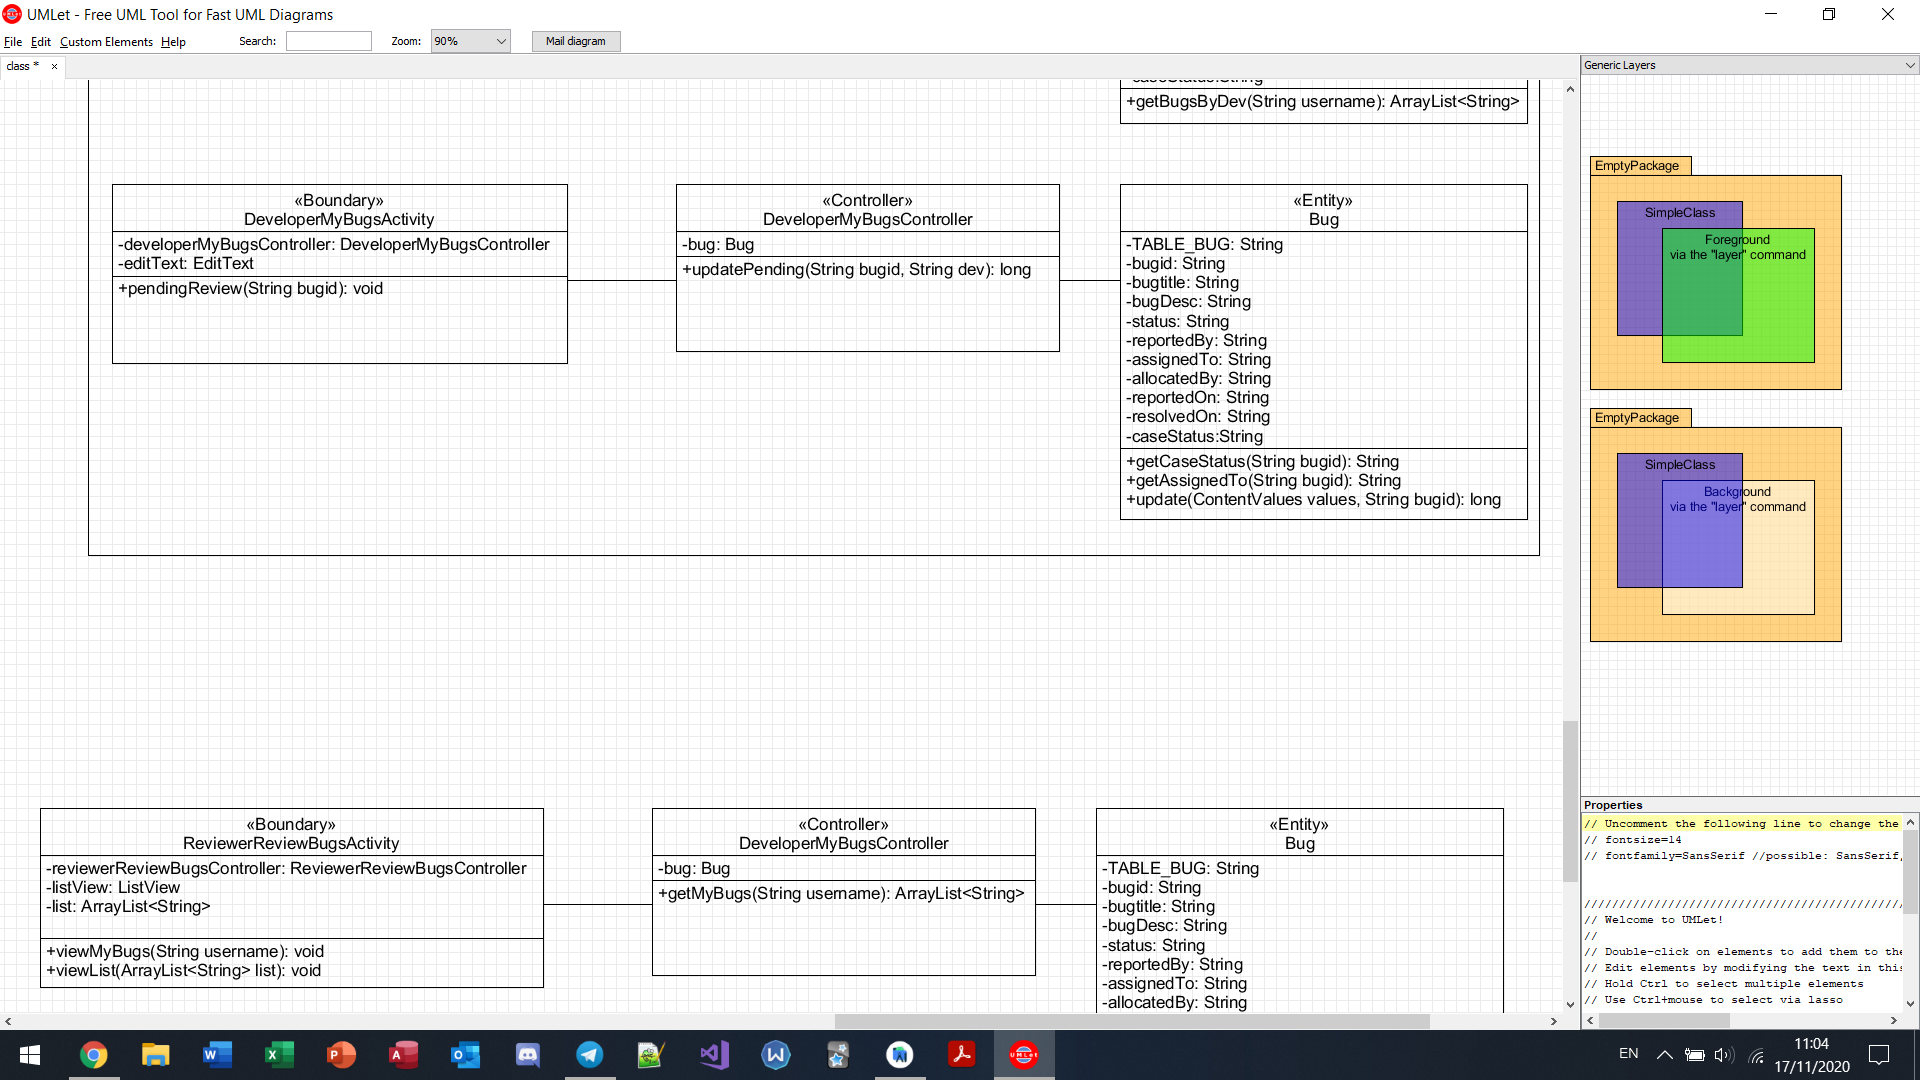 UMLet - Free UML Tool for Fast UML Diagrams
File Edit Custom Elements Help Search: Zoom: 90% Mail diagram
class * ×
+getBugsByDev(String username): ArrayList<String>
«Boundary»
DeveloperMyBugsActivity
-developerMyBugsController: DeveloperMyBugsController
-editText: EditText
+pendingReview(String bugid): void
«Controller»
DeveloperMyBugsController
-bug: Bug
+updatePending(String bugid, String dev): long
«Entity»
Bug
-TABLE_BUG: String
-bugid: String
-bugtitle: String
-bugDesc: String
-status: String
-reportedBy: String
-assignedTo: String
-allocatedBy: String
-reportedOn: String
-resolvedOn: String
-caseStatus:String
+getCaseStatus(String bugid): String
+getAssignedTo(String bugid): String
+update(ContentValues values, String bugid): long
«Boundary»
ReviewerReviewBugsActivity
-reviewerReviewBugsController: ReviewerReviewBugsController
-listView: ListView
-list: ArrayList<String>
+viewMyBugs(String username): void
+viewList(ArrayList<String> list): void
«Controller»
DeveloperMyBugsController
-bug: Bug
+getMyBugs(String username): ArrayList<String>
«Entity»
Bug
-TABLE_BUG: String
-bugid: String
-bugtitle: String
-bugDesc: String
-status: String
-reportedBy: String
-assignedTo: String
-allocatedBy: String
Generic Layers
EmptyPackage
SimpleClass
Foreground
via the "layer" command
EmptyPackage
SimpleClass
Background
via the "layer" command
Properties
// Uncomment the following line to change the
// fontsize=14
// fontfamily=SansSerif //possible: SansSerif,
//////////////////////////////////////////////
// Welcome to UMLet!
//
// Double-click on elements to add them to the
// Edit elements by modifying the text in this
// Hold Ctrl to select multiple elements
// Use Ctrl+mouse to select via lasso
EN
11:04
17/11/2020